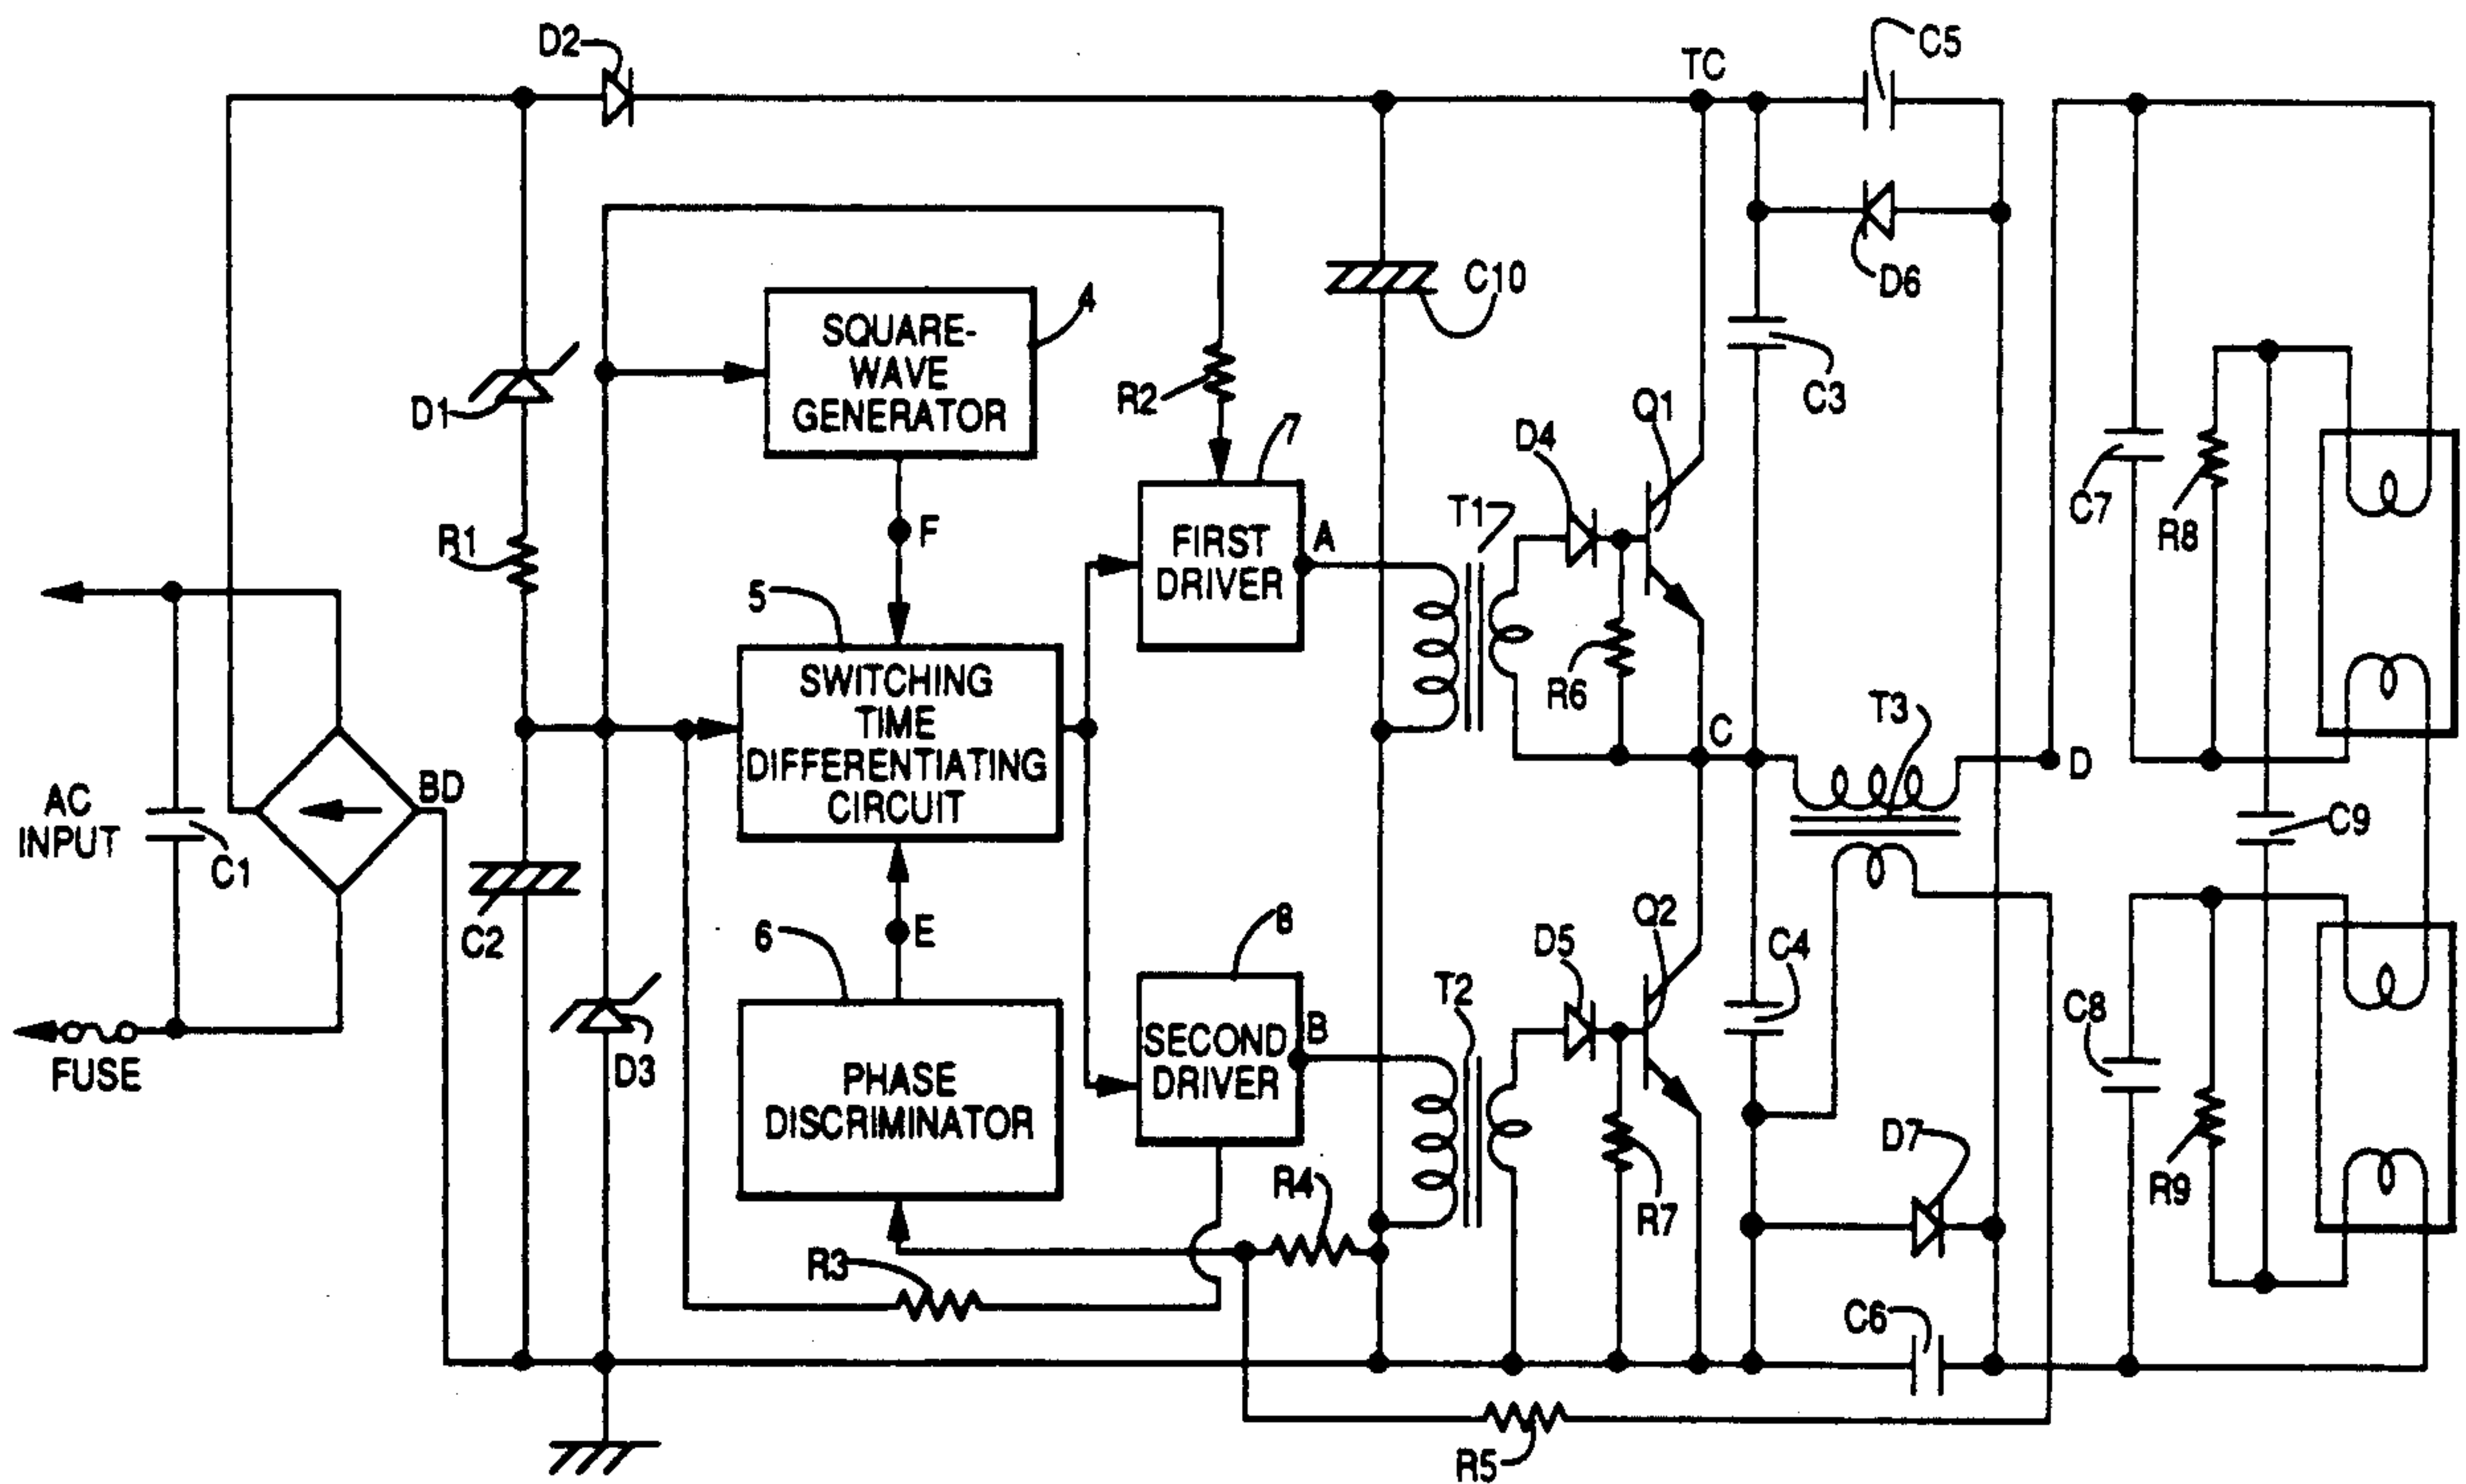 D2
TC
C5
D6
C10
4
SQUARE-
WAVE
GENERATOR
D1
R2
C3
Q1
7
D4
F
R1
T1
C7
R8
FIRST
DRIVER
A
5
SWITCHING
TIME
DIFFERENTIATING
CIRCUIT
R6
C
T3
D
BD
AC
INPUT
C1
C9
C2
6
E
8
Q2
D5
C4
T2
C8
SECOND
DRIVER
B
D3
FUSE
PHASE
DISCRIMINATOR
D7
R4
R7
R9
R3
C6
R5